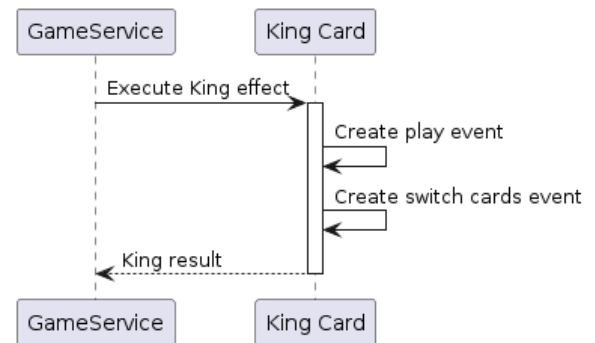 GameService King Card
Execute King effect
Create play event
Create switch cards event
King result
GameService King Card